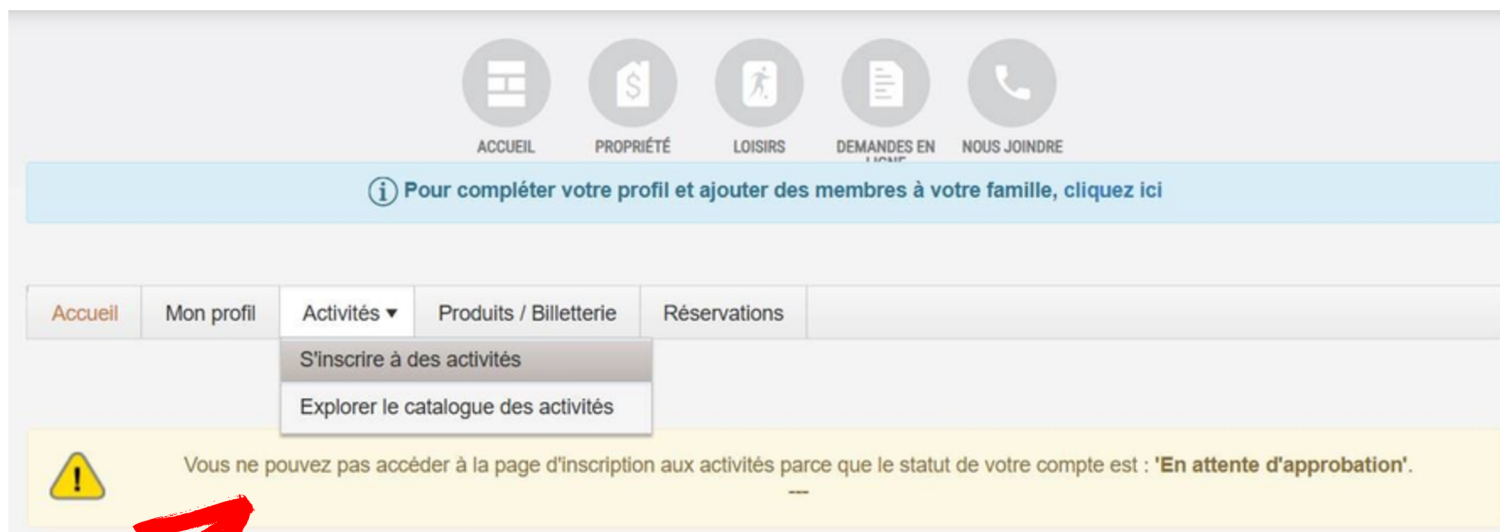 ACCUEIL
PROPRIÉTÉ
LOISIRS
DEMANDES EN
LIGNE
NOUS JOINDRE
Pour compléter votre profil et ajouter des membres à votre famille, cliquez ici
Accueil
Mon profil
Activités ▾
Produits / Billetterie
Réservations
S'inscrire à des activités
Explorer le catalogue des activités
Vous ne pouvez pas accéder à la page d'inscription aux activités parce que le statut de votre compte est : 'En attente d'approbation'.
---